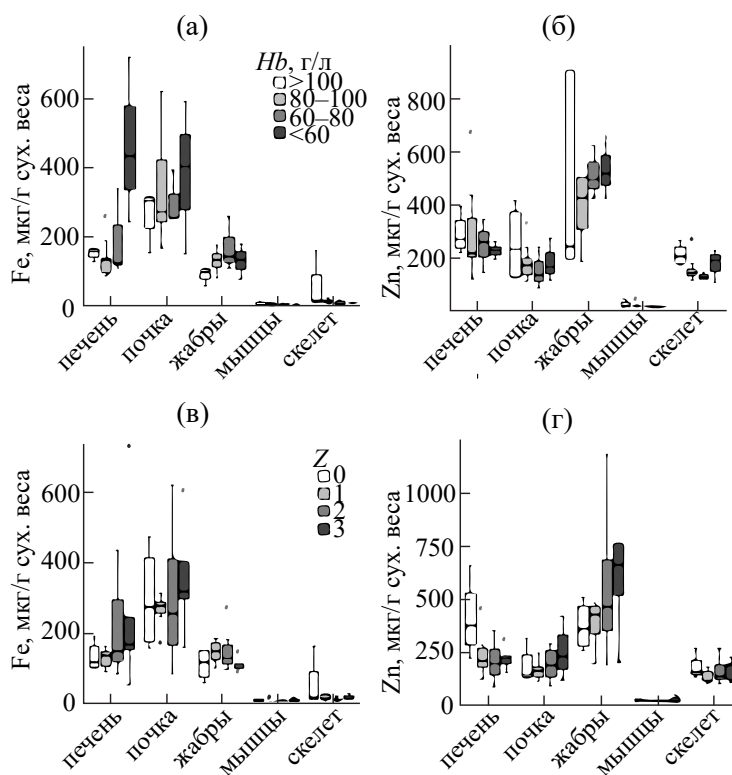 (а)
Fe, мкг/г сух. веса
600
400
200
0
Hb, г/л
>100
80–100
60–80
<60
печень
почка
жабры
мышцы
скелет
(б)
Zn, мкг/г сух. веса
800
600
400
200
печень
почка
жабры
мышцы
скелет
(в)
Fe, мкг/г сух. веса
600
400
200
0
Z
0
1
2
3
печень
почка
жабры
мышцы
скелет
(г)
Zn, мкг/г сух. веса
1000
750
500
250
0
печень
почка
жабры
мышцы
скелет